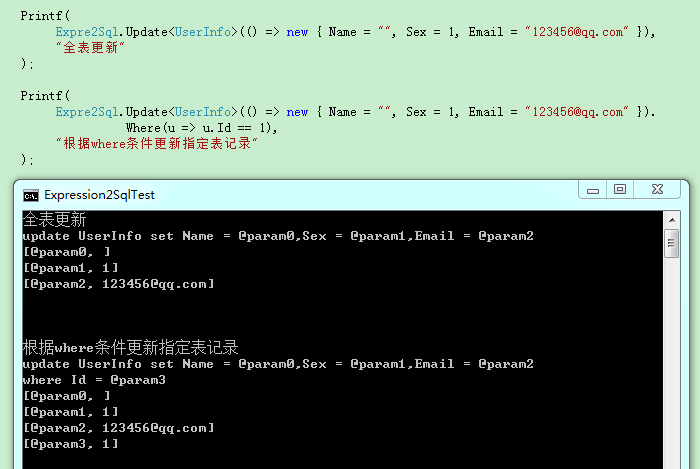 Printf(
Expre2Sql.Update<UserInfo>(() => new { Name = "", Sex = 1, Email = "123456@qq.com" }),
"全表更新"
);
Printf(
Expre2Sql.Update<UserInfo>(() => new { Name = "", Sex = 1, Email = "123456@qq.com" }).
Where(u => u.Id == 1),
"根据where条件更新指定表记录"
);
Expression2SqlTest
全表更新
update UserInfo set Name = @param0,Sex = @param1,Email = @param2
[@param0, ]
[@param1, 1]
[@param2, 123456@qq.com]
根据where条件更新指定表记录
update UserInfo set Name = @param0,Sex = @param1,Email = @param2
where Id = @param3
[@param0, ]
[@param1, 1]
[@param2, 123456@qq.com]
[@param3, 1]